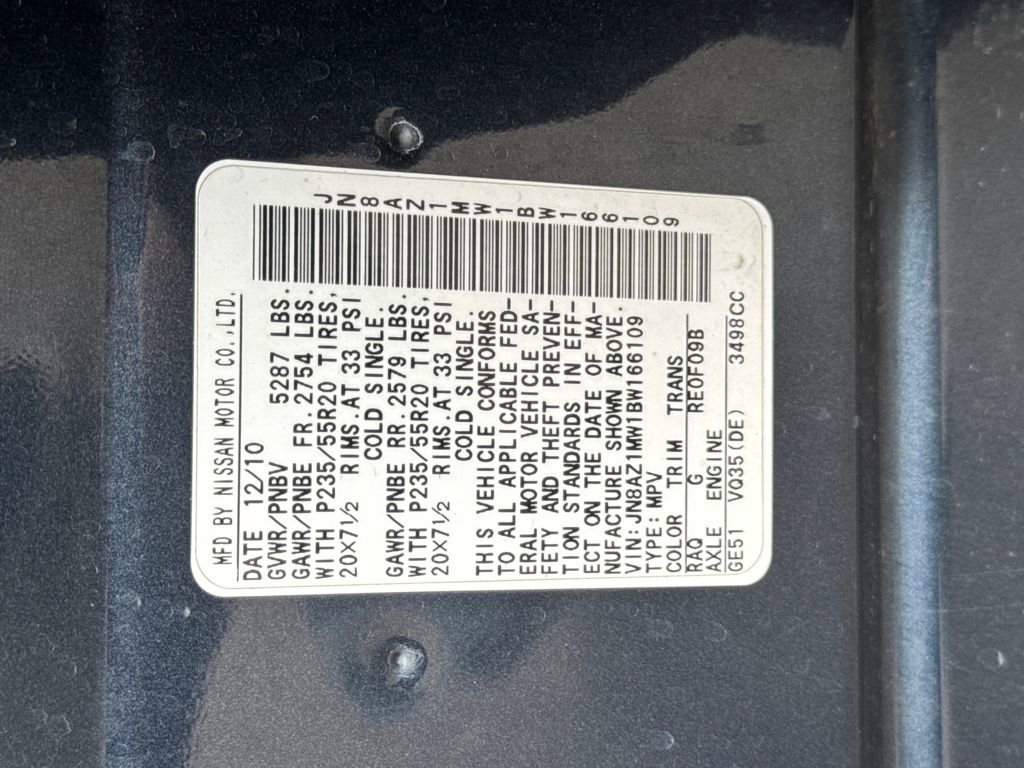 MFD BY NISSAN MOTOR CO.,LTD.
DATE 12/10
GVWR/PNBV 5287 LBS.
GAWR/PNBE FR.2754 LBS.
WITH P235/55R20 TIRES,
20X7½ RIMS.AT 33 PSI
COLD SINGLE.
GAWR/PNBE RR.2579 LBS.
WITH P235/55R20 TIRES,
20X7½ RIMS.AT 33 PSI
COLD SINGLE.
THIS VEHICLE CONFORMS
TO ALL APPLICABLE FED-
ERAL MOTOR VEHICLE SA-
FETY AND THEFT PREVEN-
TION STANDARDS IN EFF-
ECT ON THE DATE OF MA-
NUFACTURE SHOWN ABOVE.
VIN:JN8AZ1MW1BW166109
TYPE:MPV
COLOR TRIM TRANS
RAQ G RE0F09B
AXLE ENGINE
GE51 VQ35(DE) 3498CC
JN8AZ1MW1BW166109